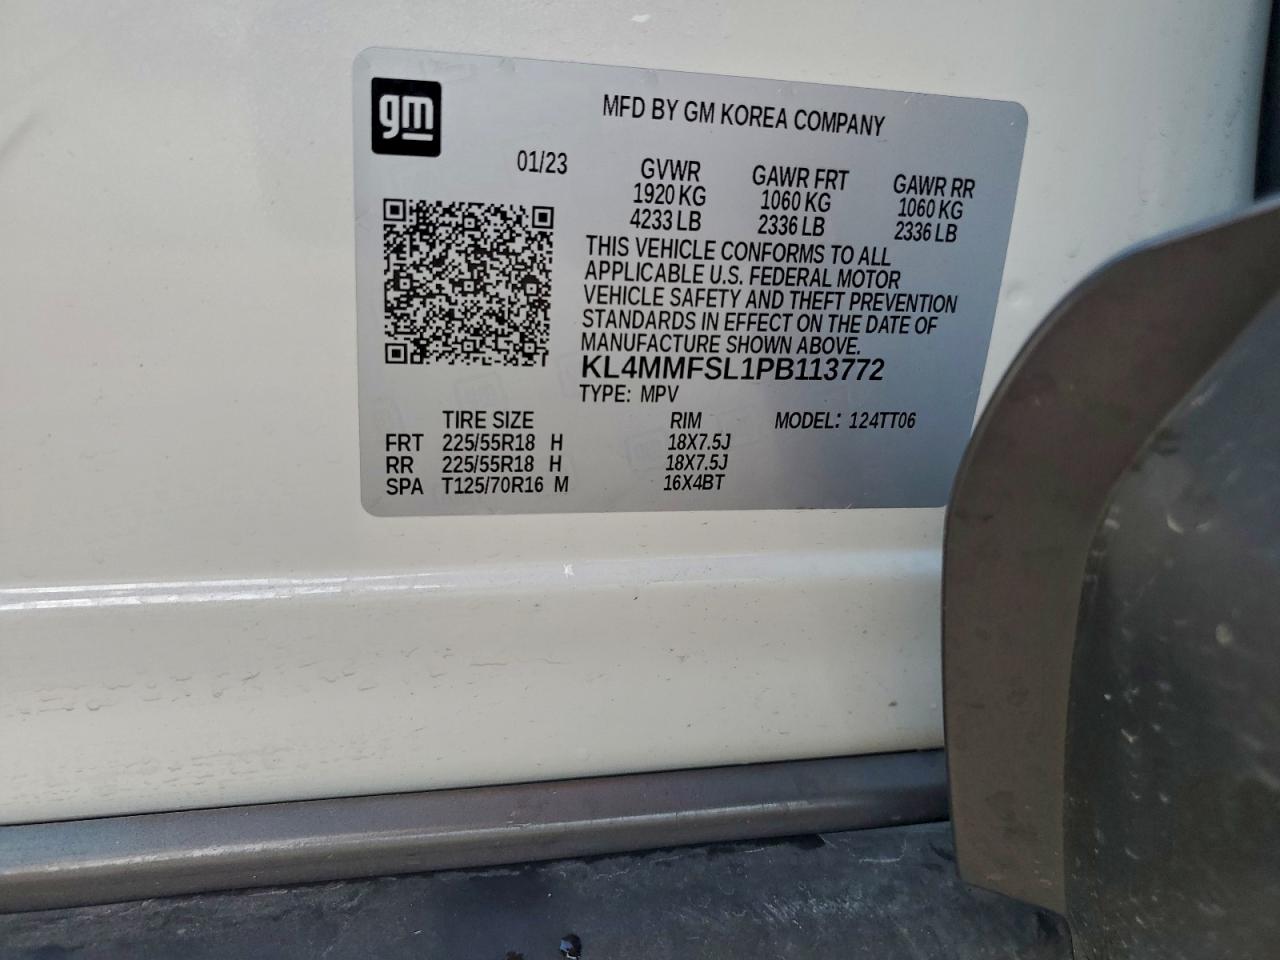 gm
MFD BY GM KOREA COMPANY
01/23 GVWR GAWR FRT GAWR RR
1920 KG 1060 KG 1060 KG
4233 LB 2336 LB 2336 LB
THIS VEHICLE CONFORMS TO ALL
APPLICABLE U.S. FEDERAL MOTOR
VEHICLE SAFETY AND THEFT PREVENTION
STANDARDS IN EFFECT ON THE DATE OF
MANUFACTURE SHOWN ABOVE.
KL4MMFSL1PB113772
TYPE: MPV
TIRE SIZE RIM MODEL: 124TT06
FRT 225/55R18 H 18X7.5J
RR 225/55R18 H 18X7.5J
SPA T125/70R16 M 16X4BT